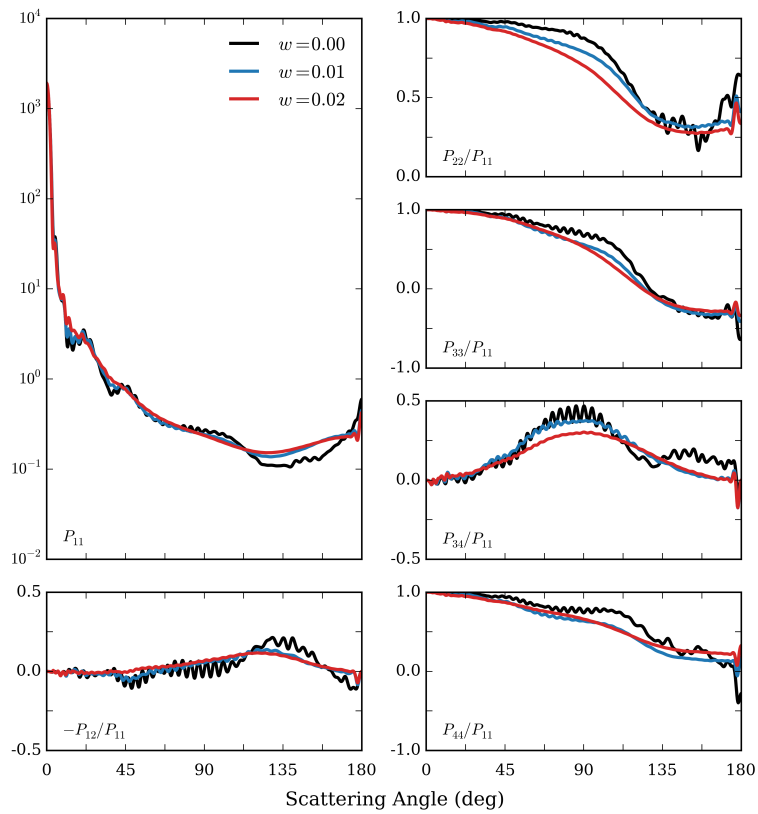 10^4
10^3
10^2
10^1
10^0
10^-1
10^-2
w = 0.00
w = 0.01
w = 0.02
P11
1.0
0.5
0.0
P22/P11
1.0
0.0
-1.0
P33/P11
0.5
0.0
-0.5
P34/P11
0.5
0.0
-0.5
−P12/P11
0 45 90 135 180
1.0
0.0
-1.0
P44/P11
0 45 90 135 180
Scattering Angle (deg)